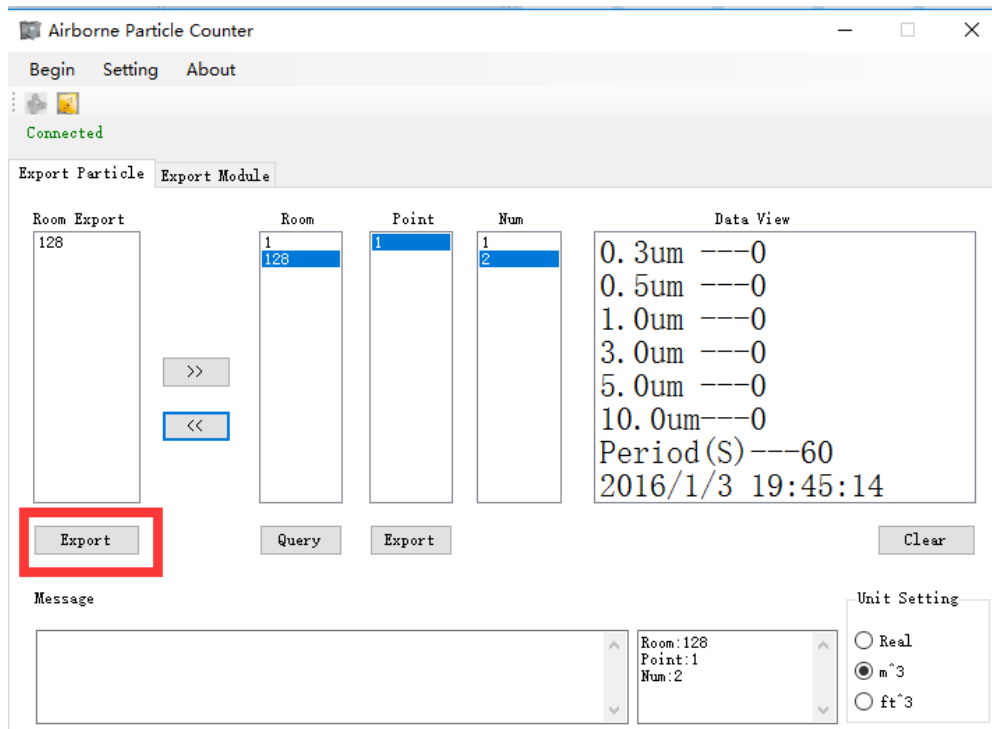 Airborne Particle Counter
Begin Setting About
Connected
Export Particle Export Module
Room Export Room Point Num Data View
128
1
128
1
1
2
0.3um ---0
0.5um ---0
1.0um ---0
3.0um ---0
5.0um ---0
10.0um---0
Period(S)---60
2016/1/3 19:45:14
>>
<<
Export Query Export Clear
Message
Room:128
Point:1
Num:2
Unit Setting
Real
m^3
ft^3